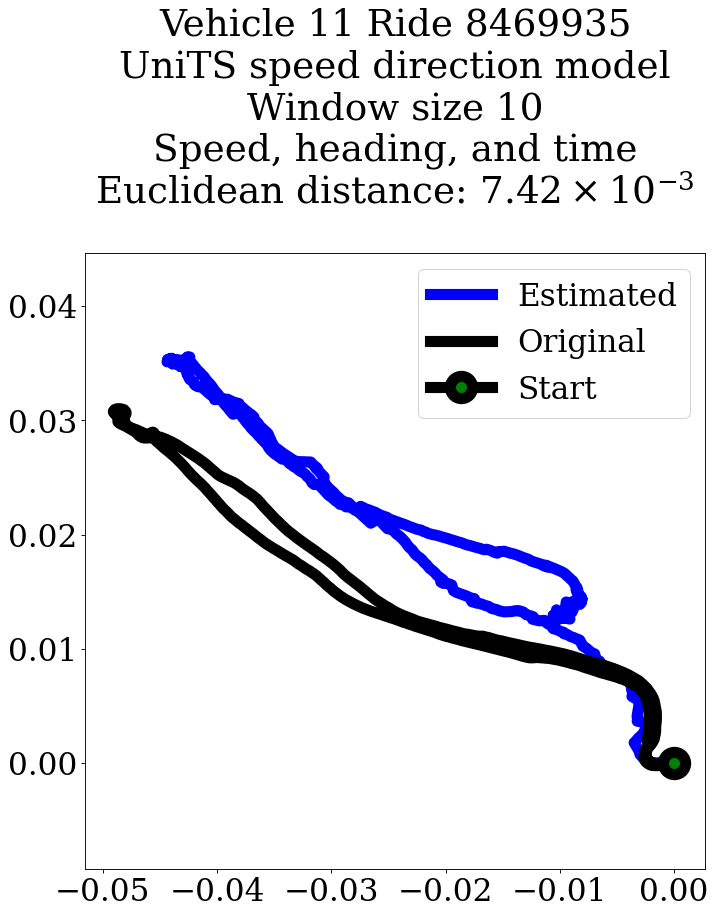 Vehicle 11 Ride 8469935
UniTS speed direction model
Window size 10
Speed, heading, and time
Euclidean distance: 7.42 × 10⁻³
Estimated
Original
Start
0.04
0.03
0.02
0.01
0.00
−0.05 −0.04 −0.03 −0.02 −0.01 0.00